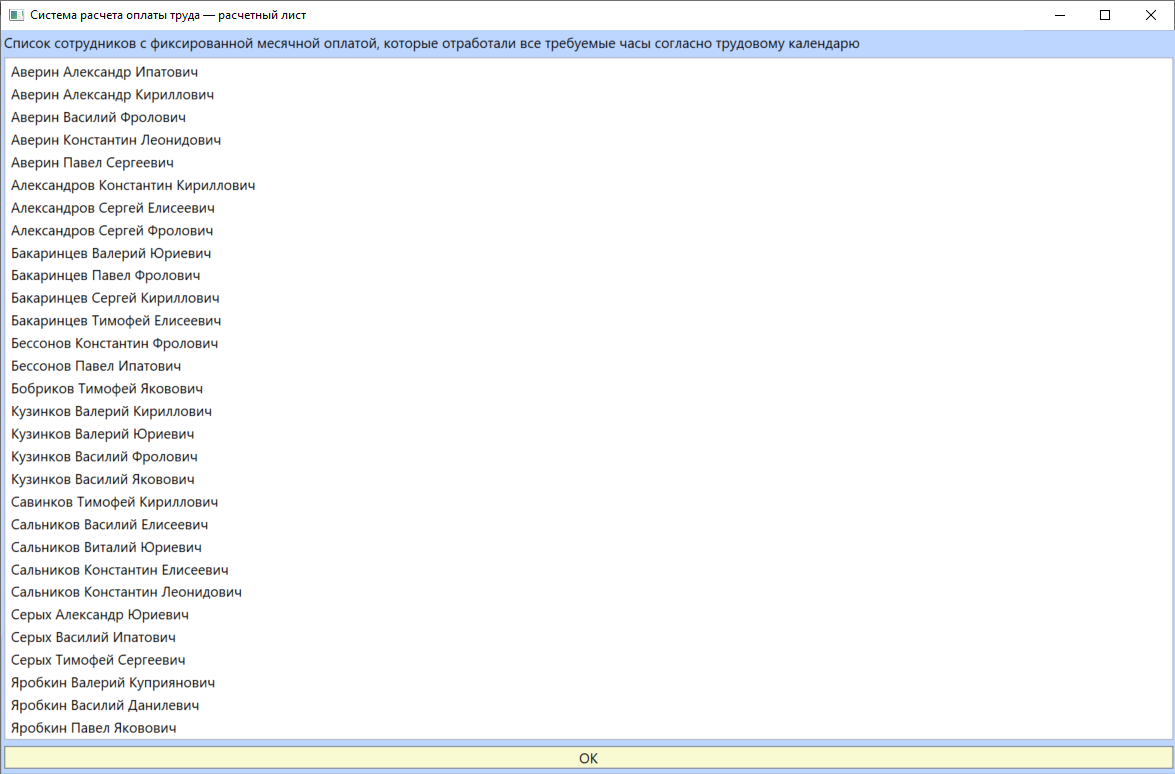 Система расчета оплаты труда — расчетный лист
Список сотрудников с фиксированной месячной оплатой, которые отработали все требуемые часы согласно трудовому календарю
Аверин Александр Ипатович
Аверин Александр Кириллович
Аверин Василий Фролович
Аверин Константин Леонидович
Аверин Павел Сергеевич
Александров Константин Кириллович
Александров Сергей Елисеевич
Александров Сергей Фролович
Бакаринцев Валерий Юриевич
Бакаринцев Павел Фролович
Бакаринцев Сергей Кириллович
Бакаринцев Тимофей Елисеевич
Бессонов Константин Фролович
Бессонов Павел Ипатович
Бобриков Тимофей Яковович
Кузинков Валерий Кириллович
Кузинков Валерий Юриевич
Кузинков Василий Фролович
Кузинков Василий Яковович
Савинков Тимофей Кириллович
Сальников Василий Елисеевич
Сальников Виталий Юриевич
Сальников Константин Елисеевич
Сальников Константин Леонидович
Серых Александр Юриевич
Серых Василий Ипатович
Серых Тимофей Сергеевич
Яробкин Валерий Куприянович
Яробкин Василий Данилевич
Яробкин Павел Яковович
ОК